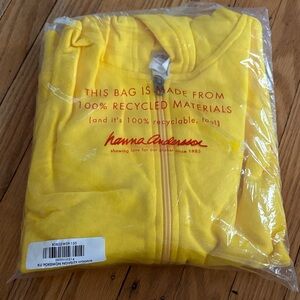 THIS BAG IS MADE FROM
100% RECYCLED MATERIALS
(and it's 100% recyclable, too!)
hanna andersson
showing love for our planet since 1983